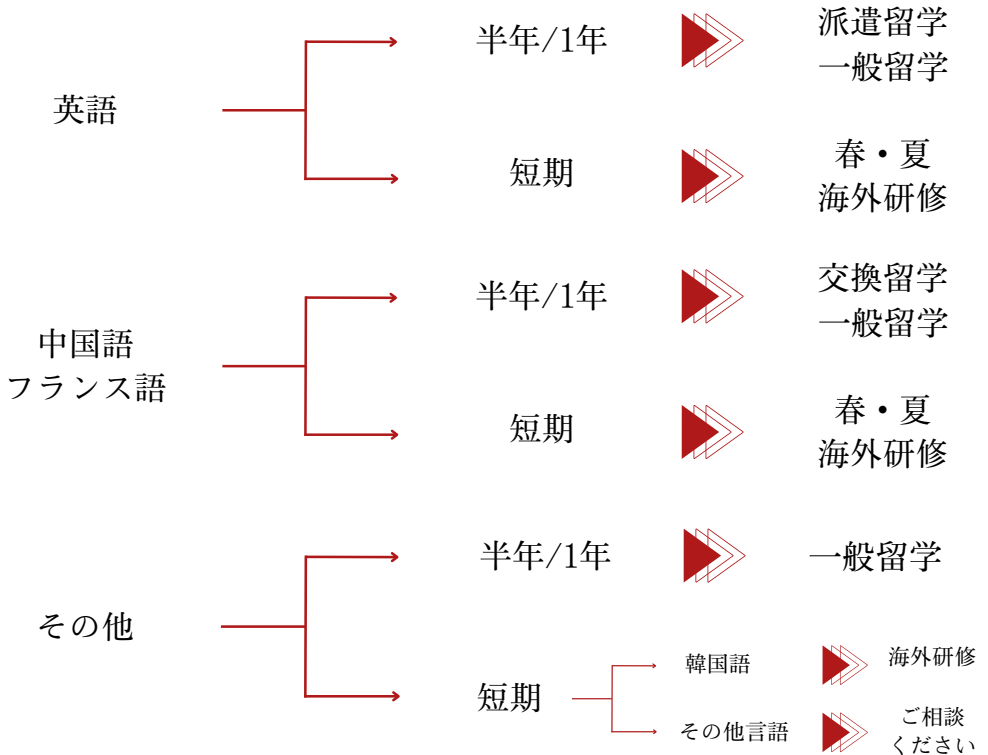 英語
半年/1年
派遣留学
一般留学
短期
春・夏
海外研修
中国語
フランス語
半年/1年
交換留学
一般留学
短期
春・夏
海外研修
その他
半年/1年
一般留学
短期
韓国語
海外研修
その他言語
ご相談
ください